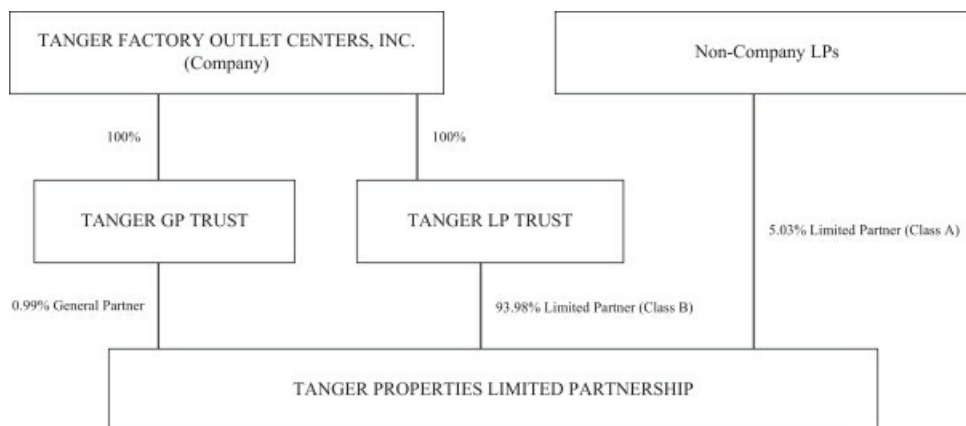 TANGER FACTORY OUTLET CENTERS, INC.
(Company)
Non-Company LPs
100%
100%
TANGER GP TRUST
TANGER LP TRUST
5.03% Limited Partner (Class A)
0.99% General Partner
93.98% Limited Partner (Class B)
TANGER PROPERTIES LIMITED PARTNERSHIP